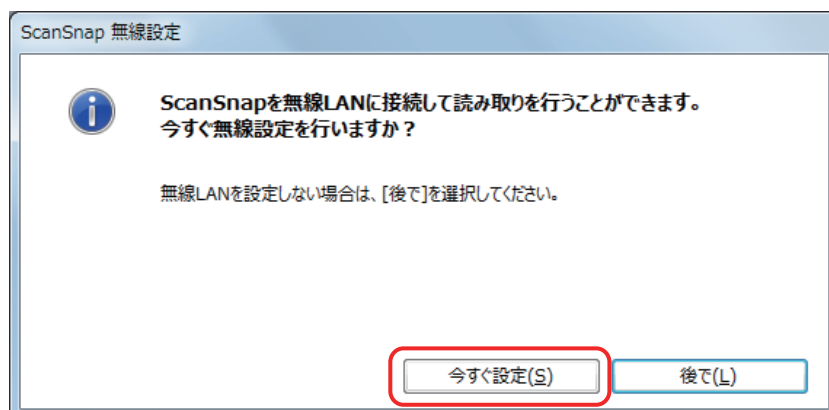 ScanSnap 無線設定
ScanSnapを無線LANに接続して読み取りを行うことができます。
今すぐ無線設定を行いますか？
無線LANを設定しない場合は、[後で]を選択してください。
今すぐ設定(S) 後で(L)